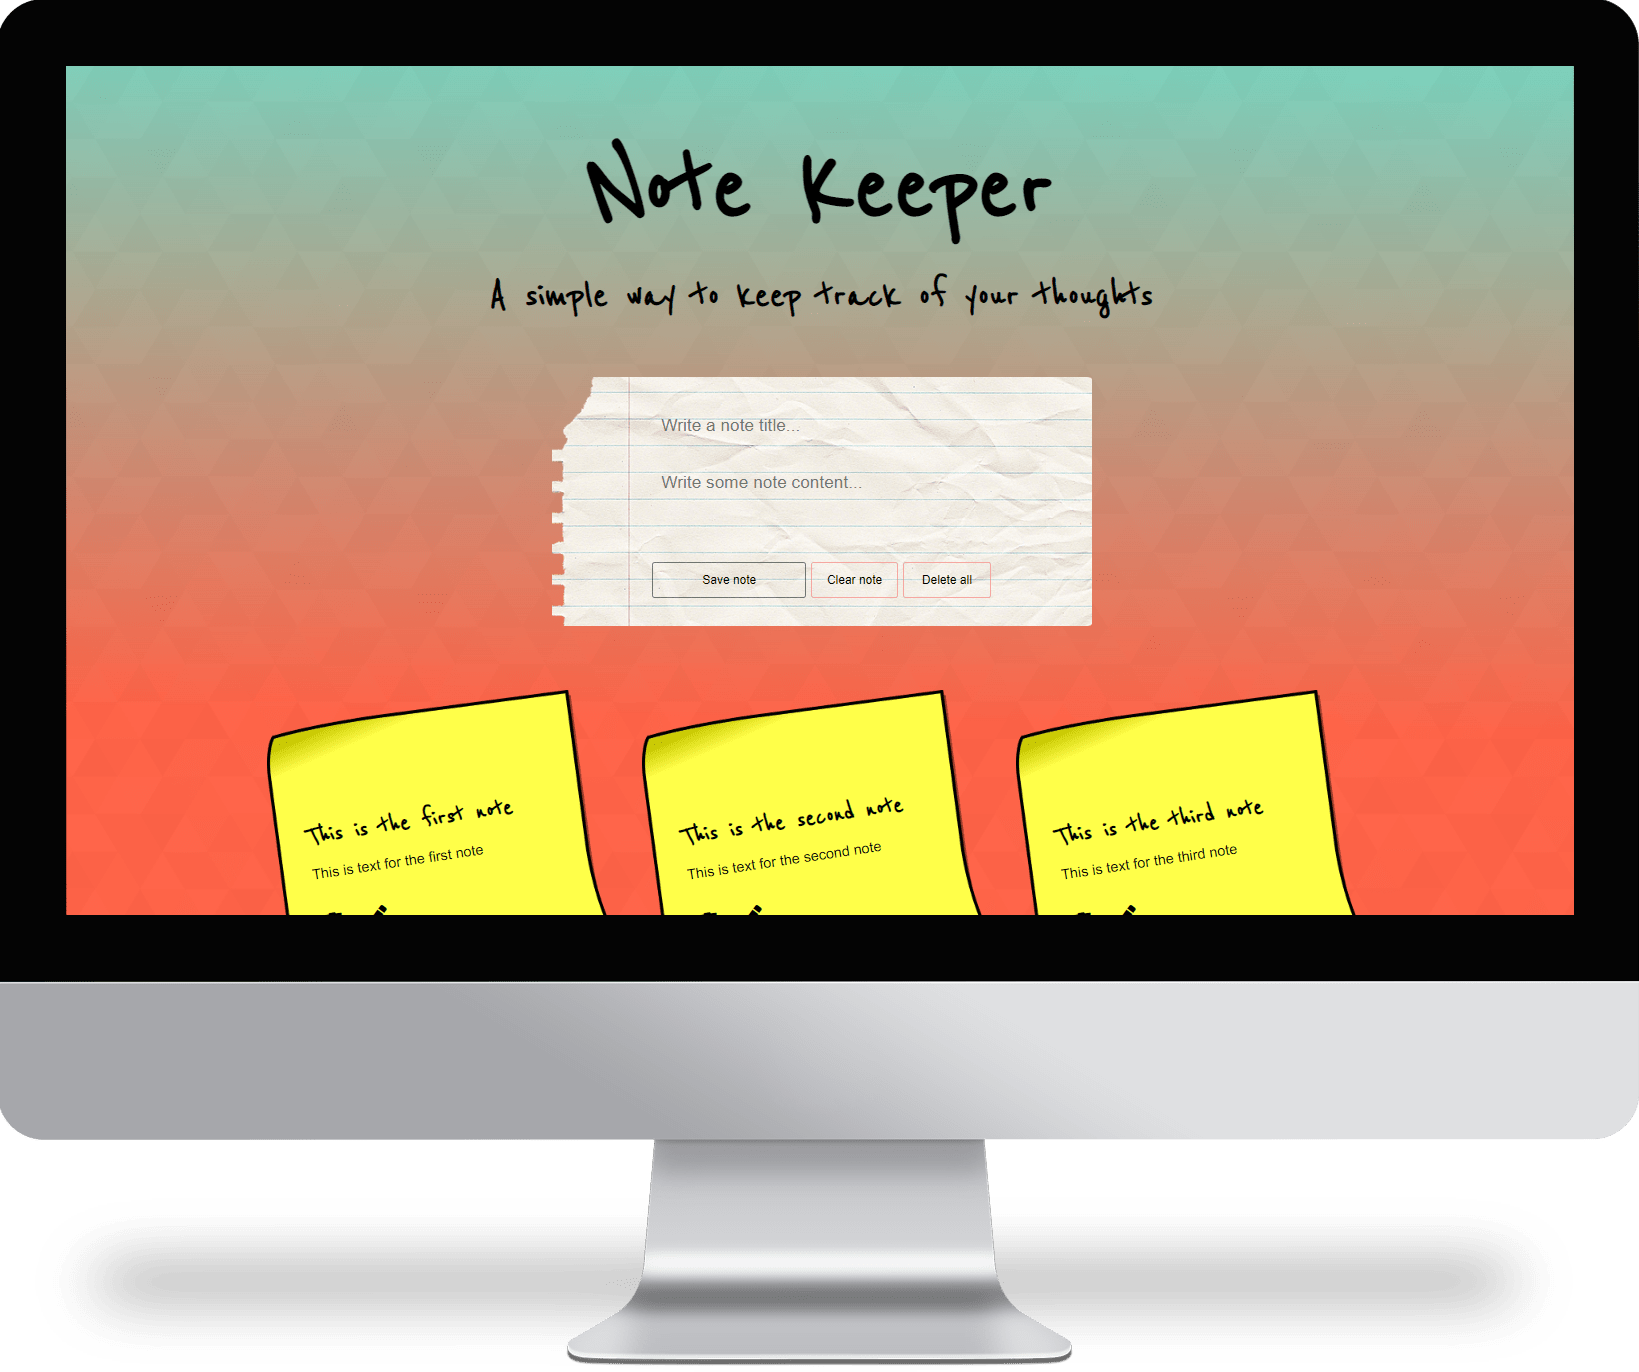 Note Keeper
A simple way to keep track of your thoughts
Write a note title...
Write some note content...
Save note
Clear note
Delete all
This is the first note
This is text for the first note
This is the second note
This is text for the second note
This is the third note
This is text for the third note